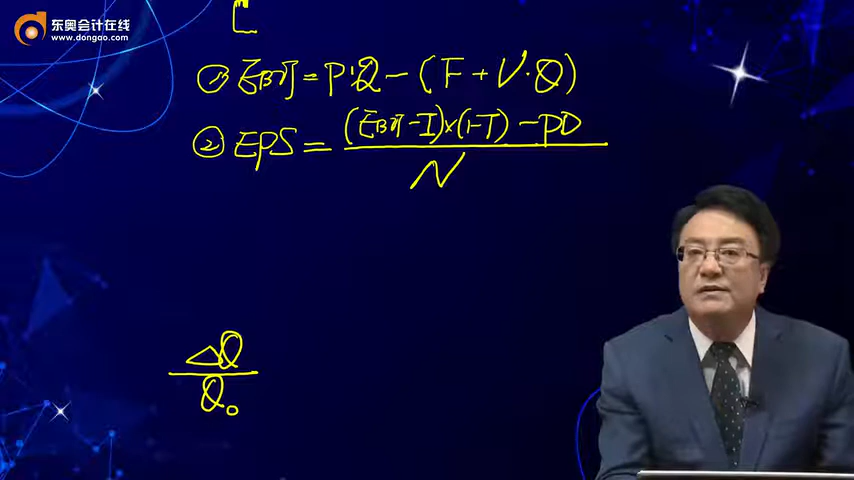 东奥会计在线
www.dongao.com
① EBIT = P·Q - (F + V·Q)
② EPS = (EBIT - I)×(1-T) - PD
N
ΔQ
Q₀